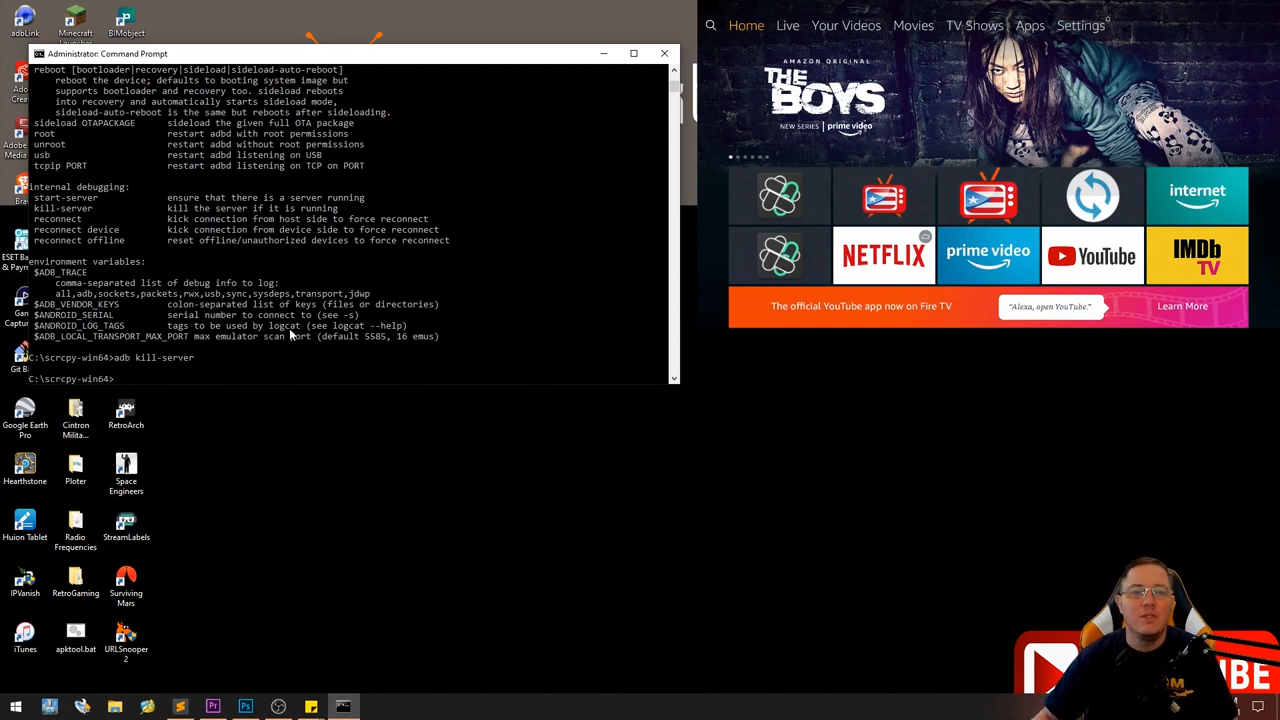 adbLink
Minecraft
Launcher
BIMobject
Administrator: Command Prompt
reboot [bootloader|recovery|sideload|sideload-auto-reboot]
reboot the device; defaults to booting system image but
supports bootloader and recovery too. sideload reboots
into recovery and automatically starts sideload mode,
sideload-auto-reboot is the same but reboots after sideloading.
sideload OTAPACKAGE sideload the given full OTA package
root restart adbd with root permissions
unroot restart adbd without root permissions
usb restart adbd listening on USB
tcpip PORT restart adbd listening on TCP on PORT
internal debugging:
start-server ensure that there is a server running
kill-server kill the server if it is running
reconnect kick connection from host side to force reconnect
reconnect device kick connection from device side to force reconnect
reconnect offline reset offline/unauthorized devices to force reconnect
environment variables:
$ADB_TRACE
comma-separated list of debug info to log:
all,adb,sockets,packets,rwx,usb,sync,sysdeps,transport,jdwp
$ADB_VENDOR_KEYS colon-separated list of keys (files or directories)
$ANDROID_SERIAL serial number to connect to (see -s)
$ANDROID_LOG_TAGS tags to be used by logcat (see logcat --help)
$ADB_LOCAL_TRANSPORT_MAX_PORT max emulator scan port (default 5585, 16 emus)
C:\scrcpy-win64>adb kill-server
C:\scrcpy-win64>
Home Live Your Videos Movies TV Shows Apps Settings
AMAZON ORIGINAL
THE
BOYS
NEW SERIES | prime video
internet
NETFLIX
prime video
YouTube
IMDb
TV
The official YouTube app now on Fire TV
"Alexa, open YouTube."
Learn More
Google Earth
Pro
Cintron
Milita...
RetroArch
Hearthstone
Ploter
Space
Engineers
Huion Tablet
Radio
Frequencies
StreamLabels
IPVanish
RetroGaming
Surviving
Mars
iTunes
apktool.bat
URLSnooper
2